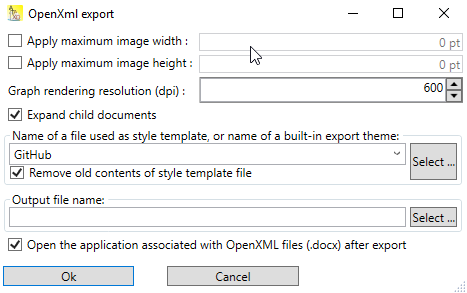 OpenXml export
Apply maximum image width :
0 pt
Apply maximum image height :
0 pt
Graph rendering resolution (dpi) :
600
Expand child documents
Name of a file used as style template, or name of a built-in export theme:
GitHub
Select ...
Remove old contents of style template file
Output file name:
Select ...
Open the application associated with OpenXML files (.docx) after export
Ok
Cancel